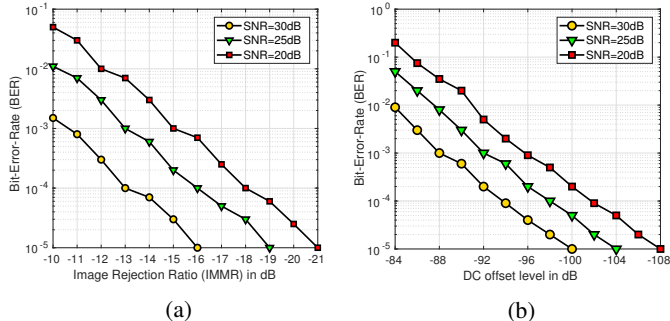 (a)
SNR=30dB
SNR=25dB
SNR=20dB
Bit-Error-Rate (BER)
10^-1
10^-2
10^-3
10^-4
10^-5
-10 -11 -12 -13 -14 -15 -16 -17 -18 -19 -20 -21
Image Rejection Ratio (IMMR) in dB
(a)
(b)
SNR=30dB
SNR=25dB
SNR=20dB
Bit-Error-Rate (BER)
10^0
10^-1
10^-2
10^-3
10^-4
10^-5
-84 -88 -92 -96 -100 -104 -108
DC offset level in dB
(b)